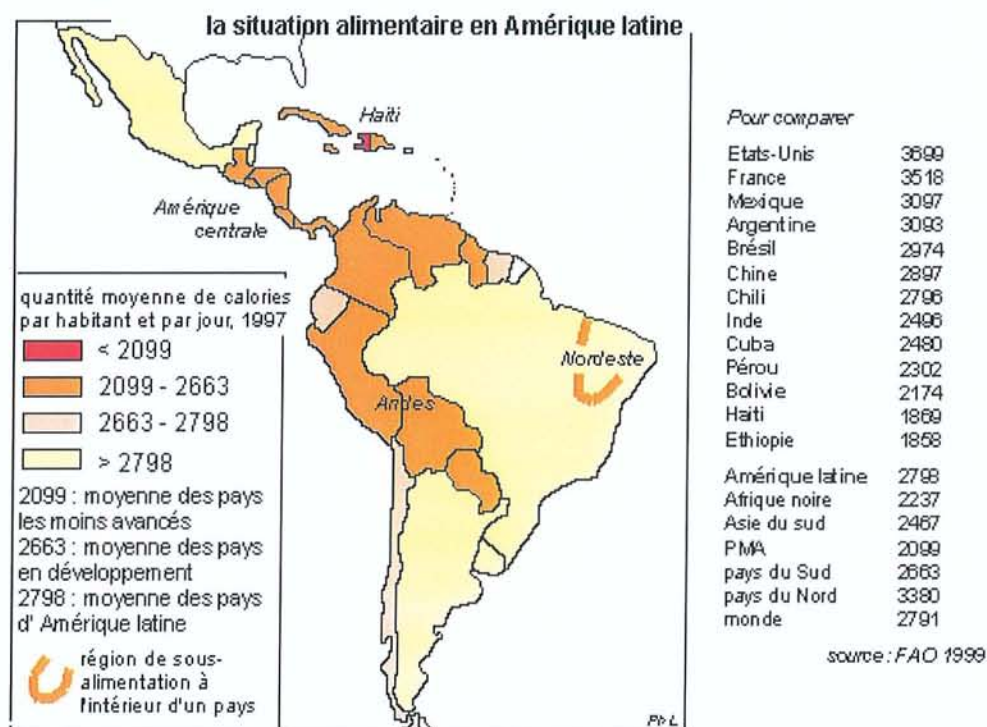 la situation alimentaire en Amérique latine
Haïti
Amérique
centrale
Nordeste
Andes
quantité moyenne de calories
par habitant et par jour, 1997
< 2099
2099 - 2663
2663 - 2798
> 2798
2099 : moyenne des pays
les moins avancés
2663 : moyenne des pays
en développement
2798 : moyenne des pays
d' Amérique latine
région de sous-
alimentation à
l'intérieur d'un pays
Ph L
Pour comparer
Etats-Unis 3699
France 3518
Mexique 3097
Argentine 3093
Brésil 2974
Chine 2897
Chili 2796
Inde 2496
Cuba 2480
Pérou 2302
Bolivie 2174
Haïti 1869
Ethiopie 1858
Amérique latine 2798
Afrique noire 2237
Asie du sud 2467
PMA 2099
pays du Sud 2663
pays du Nord 3380
monde 2791
source : FAO 1999